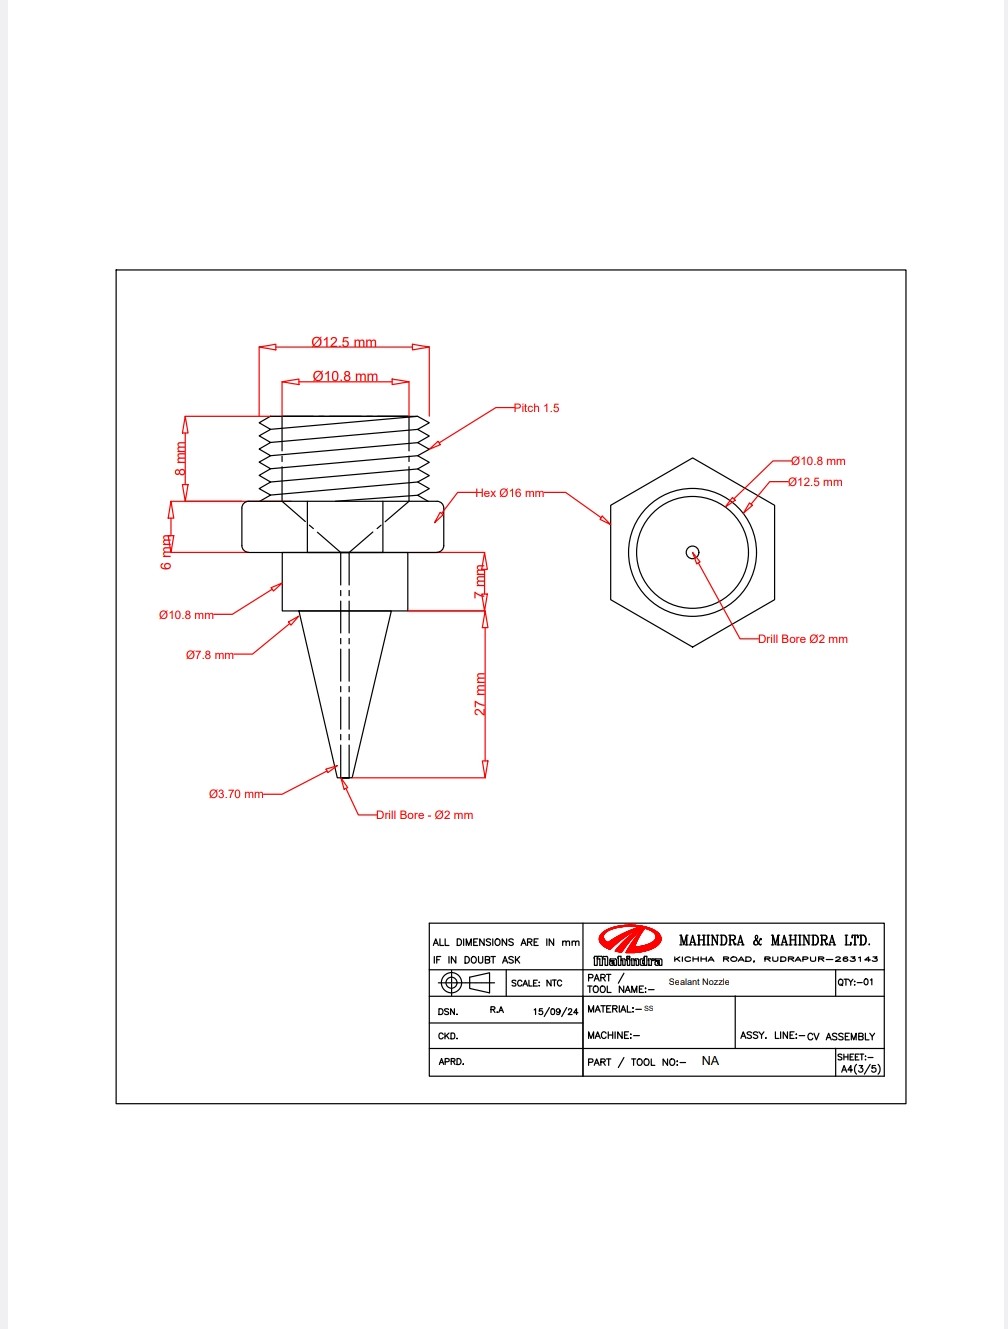 Ø12.5 mm
Ø10.8 mm
Pitch 1.5
8 mm
Hex Ø16 mm
6 mm
7 mm
Ø10.8 mm
Ø7.8 mm
27 mm
Ø3.70 mm
Drill Bore - Ø2 mm
Ø10.8 mm
Ø12.5 mm
Drill Bore Ø2 mm
ALL DIMENSIONS ARE IN mm
IF IN DOUBT ASK
Mahindra
MAHINDRA & MAHINDRA LTD.
KICHHA ROAD, RUDRAPUR-263143
SCALE: NTC
PART /
TOOL NAME:- Sealant Nozzle
QTY:-01
DSN. R.A 15/09/24
MATERIAL:- SS
CKD.
MACHINE:-
ASSY. LINE:- CV ASSEMBLY
APRD.
PART / TOOL NO:- NA
SHEET:-
A4(3/5)